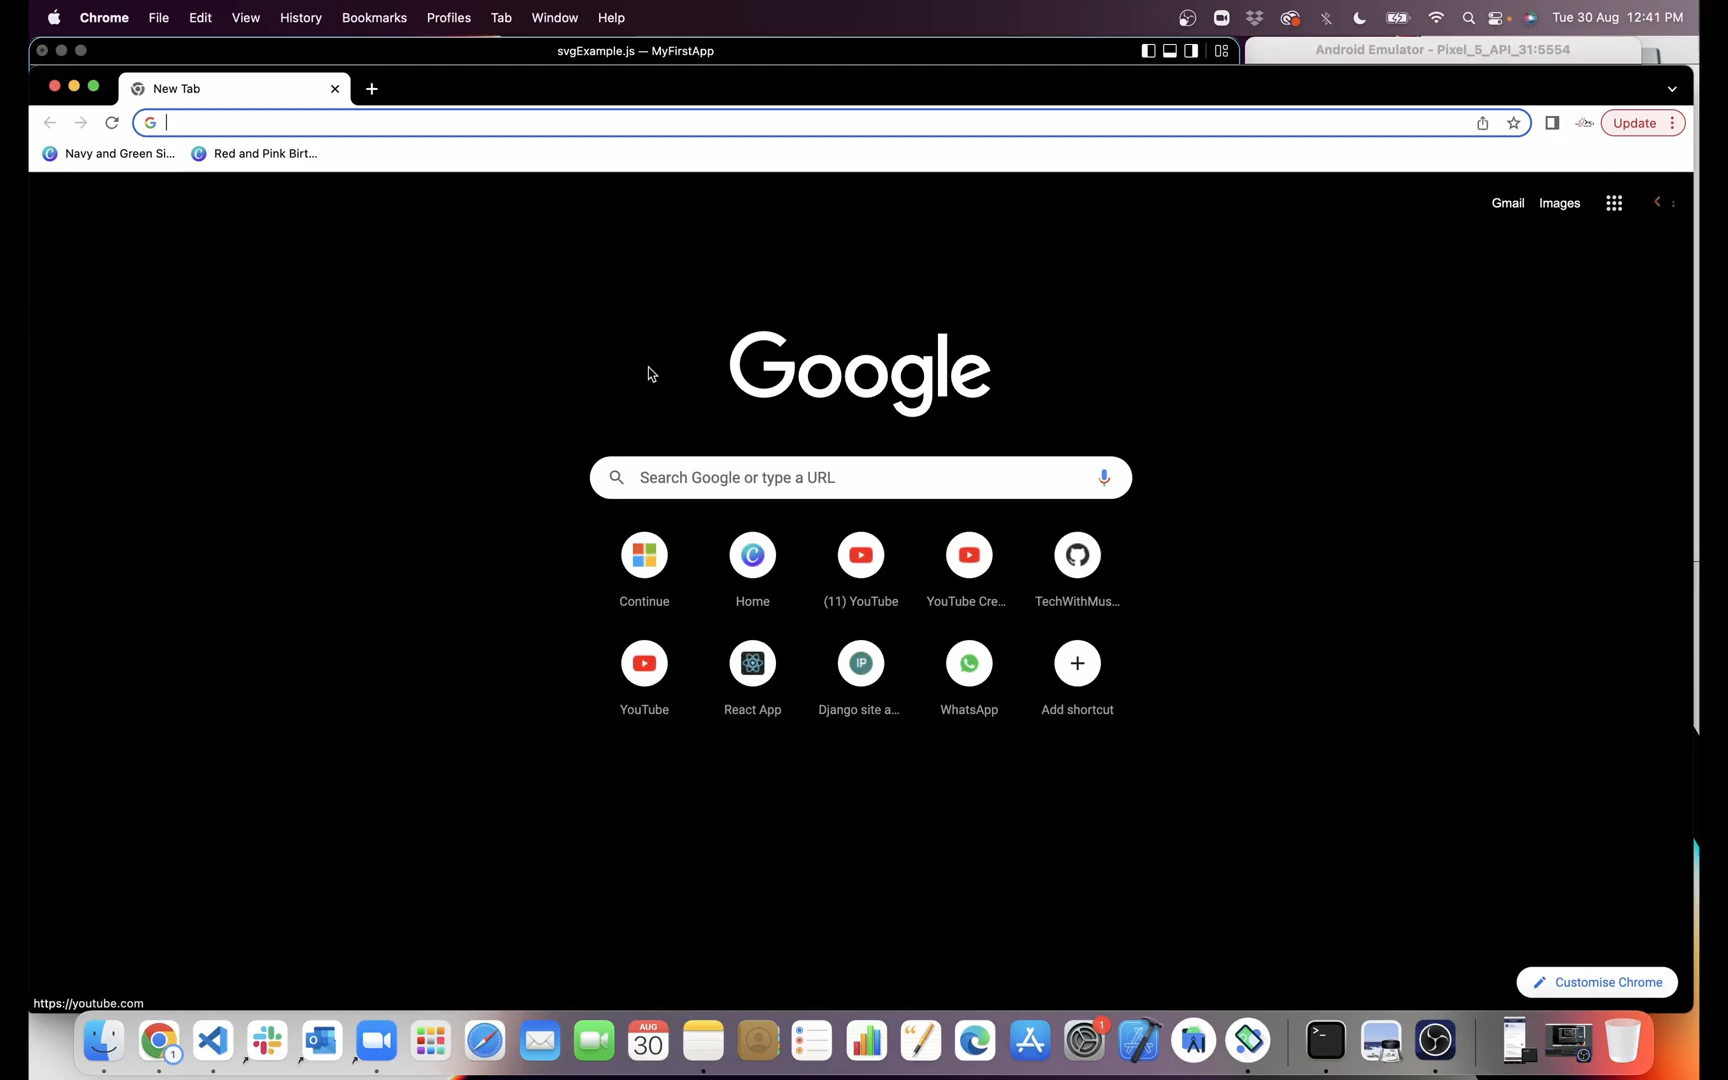 Chrome File Edit View History Bookmarks Profiles Tab Window Help Tue 30 Aug 12:41 PM
svgExample.js — MyFirstApp
Android Emulator - Pixel_5_API_31:5554
New Tab
Update
Navy and Green Si... Red and Pink Birt...
Gmail Images
Google
Search Google or type a URL
Continue Home (11) YouTube YouTube Cre... TechWithMus...
IP
YouTube React App Django site a... WhatsApp Add shortcut
Customise Chrome
https://youtube.com
1
AUG
30
1